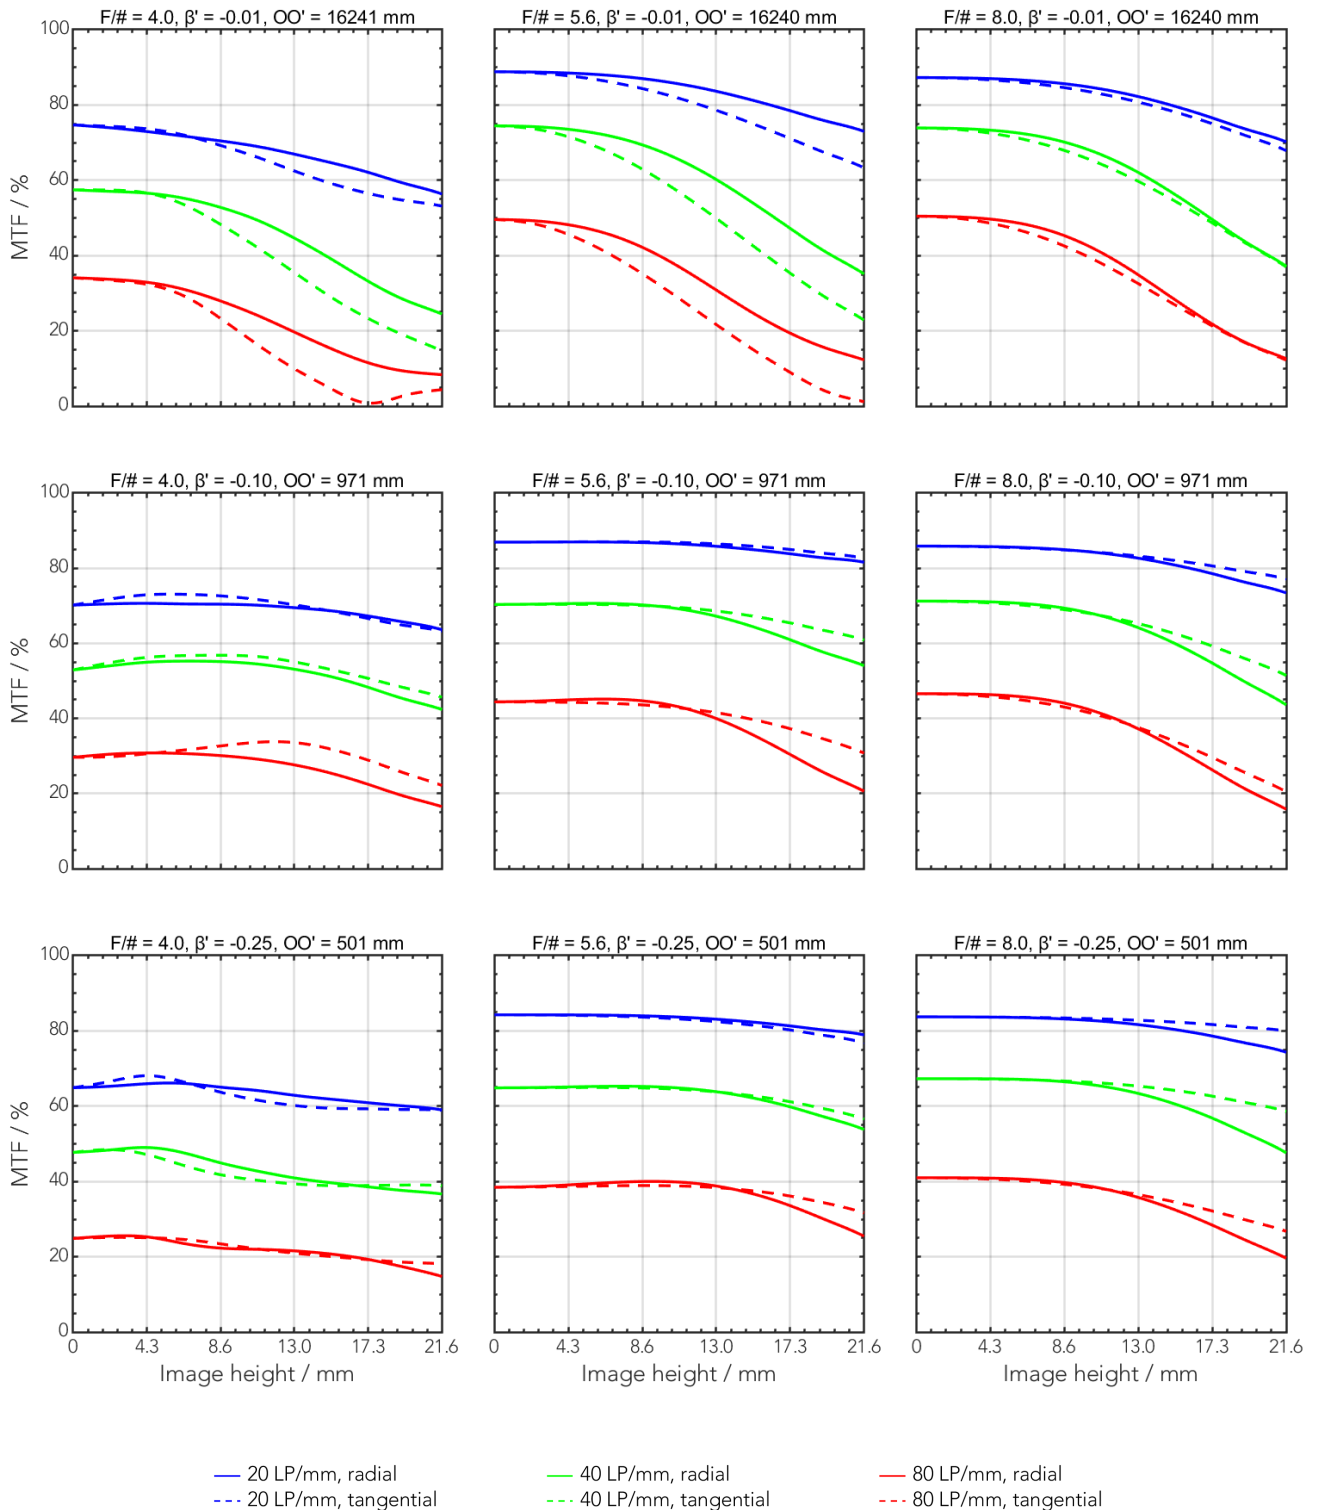 F/# = 4.0, β' = -0.01, OO' = 16241 mm
F/# = 5.6, β' = -0.01, OO' = 16240 mm
F/# = 8.0, β' = -0.01, OO' = 16240 mm
100
80
60
40
20
0
MTF / %
F/# = 4.0, β' = -0.10, OO' = 971 mm
F/# = 5.6, β' = -0.10, OO' = 971 mm
F/# = 8.0, β' = -0.10, OO' = 971 mm
100
80
60
40
20
0
MTF / %
F/# = 4.0, β' = -0.25, OO' = 501 mm
F/# = 5.6, β' = -0.25, OO' = 501 mm
F/# = 8.0, β' = -0.25, OO' = 501 mm
100
80
60
40
20
0
MTF / %
0 4.3 8.6 13.0 17.3 21.6
0 4.3 8.6 13.0 17.3 21.6
0 4.3 8.6 13.0 17.3 21.6
Image height / mm
Image height / mm
Image height / mm
20 LP/mm, radial
40 LP/mm, radial
80 LP/mm, radial
20 LP/mm, tangential
40 LP/mm, tangential
80 LP/mm, tangential